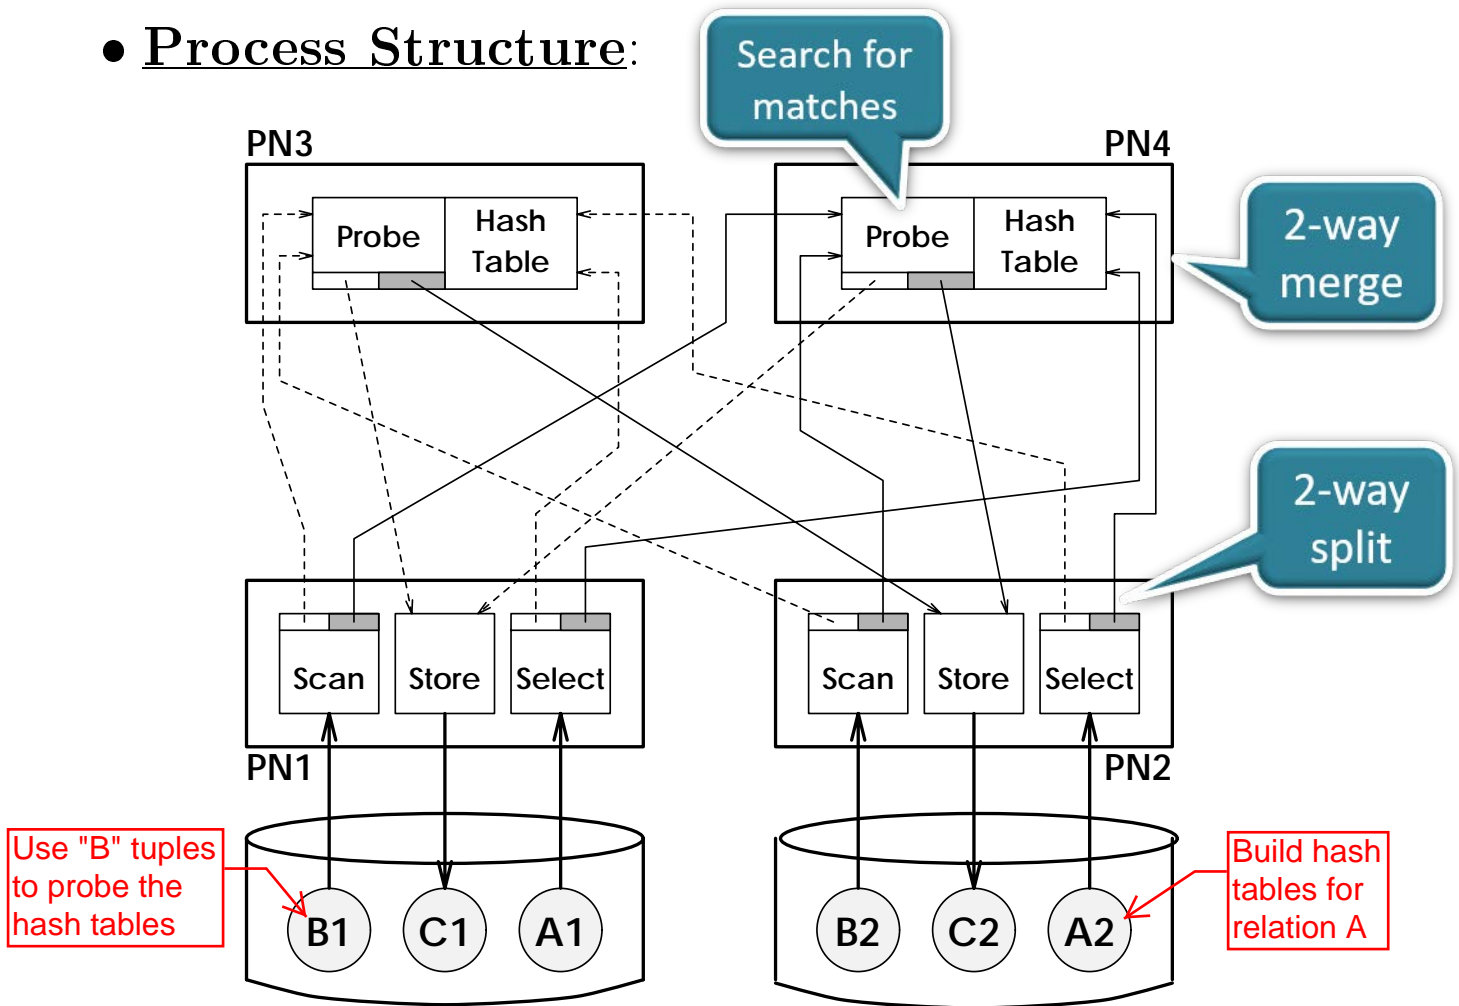 • Process Structure:
Search for
matches
PN3
PN4
Probe
Hash
Table
Probe
Hash
Table
2-way
merge
2-way
split
Scan
Store
Select
Scan
Store
Select
PN1
PN2
Use "B" tuples
to probe the
hash tables
Build hash
tables for
relation A
B1
C1
A1
B2
C2
A2